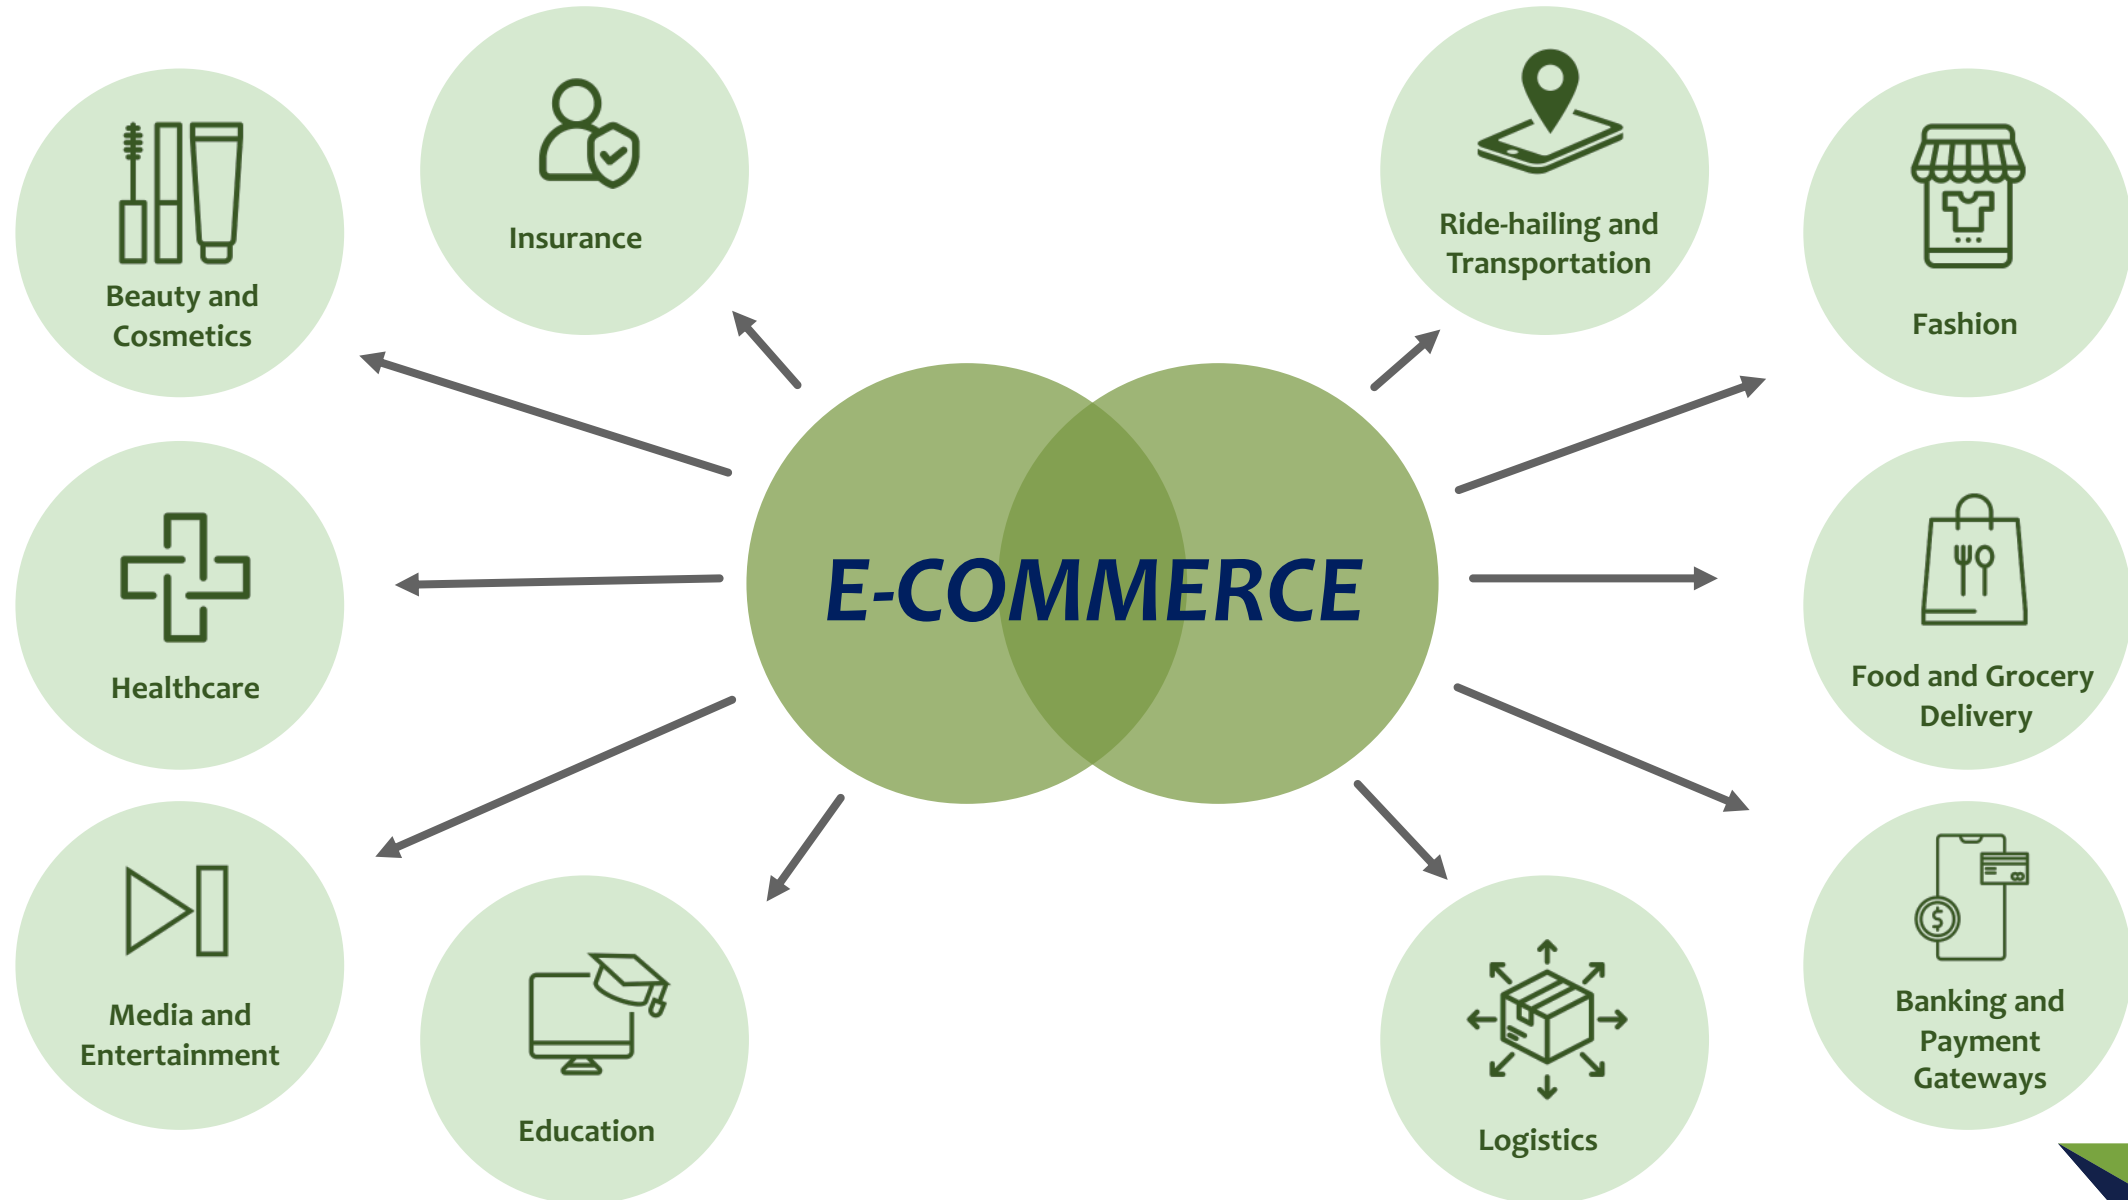 Insurance
Ride-hailing and
Transportation
Beauty and
Cosmetics
Fashion
E-COMMERCE
Healthcare
Food and Grocery
Delivery
Media and
Entertainment
Banking and
Payment
Gateways
$
Education
Logistics